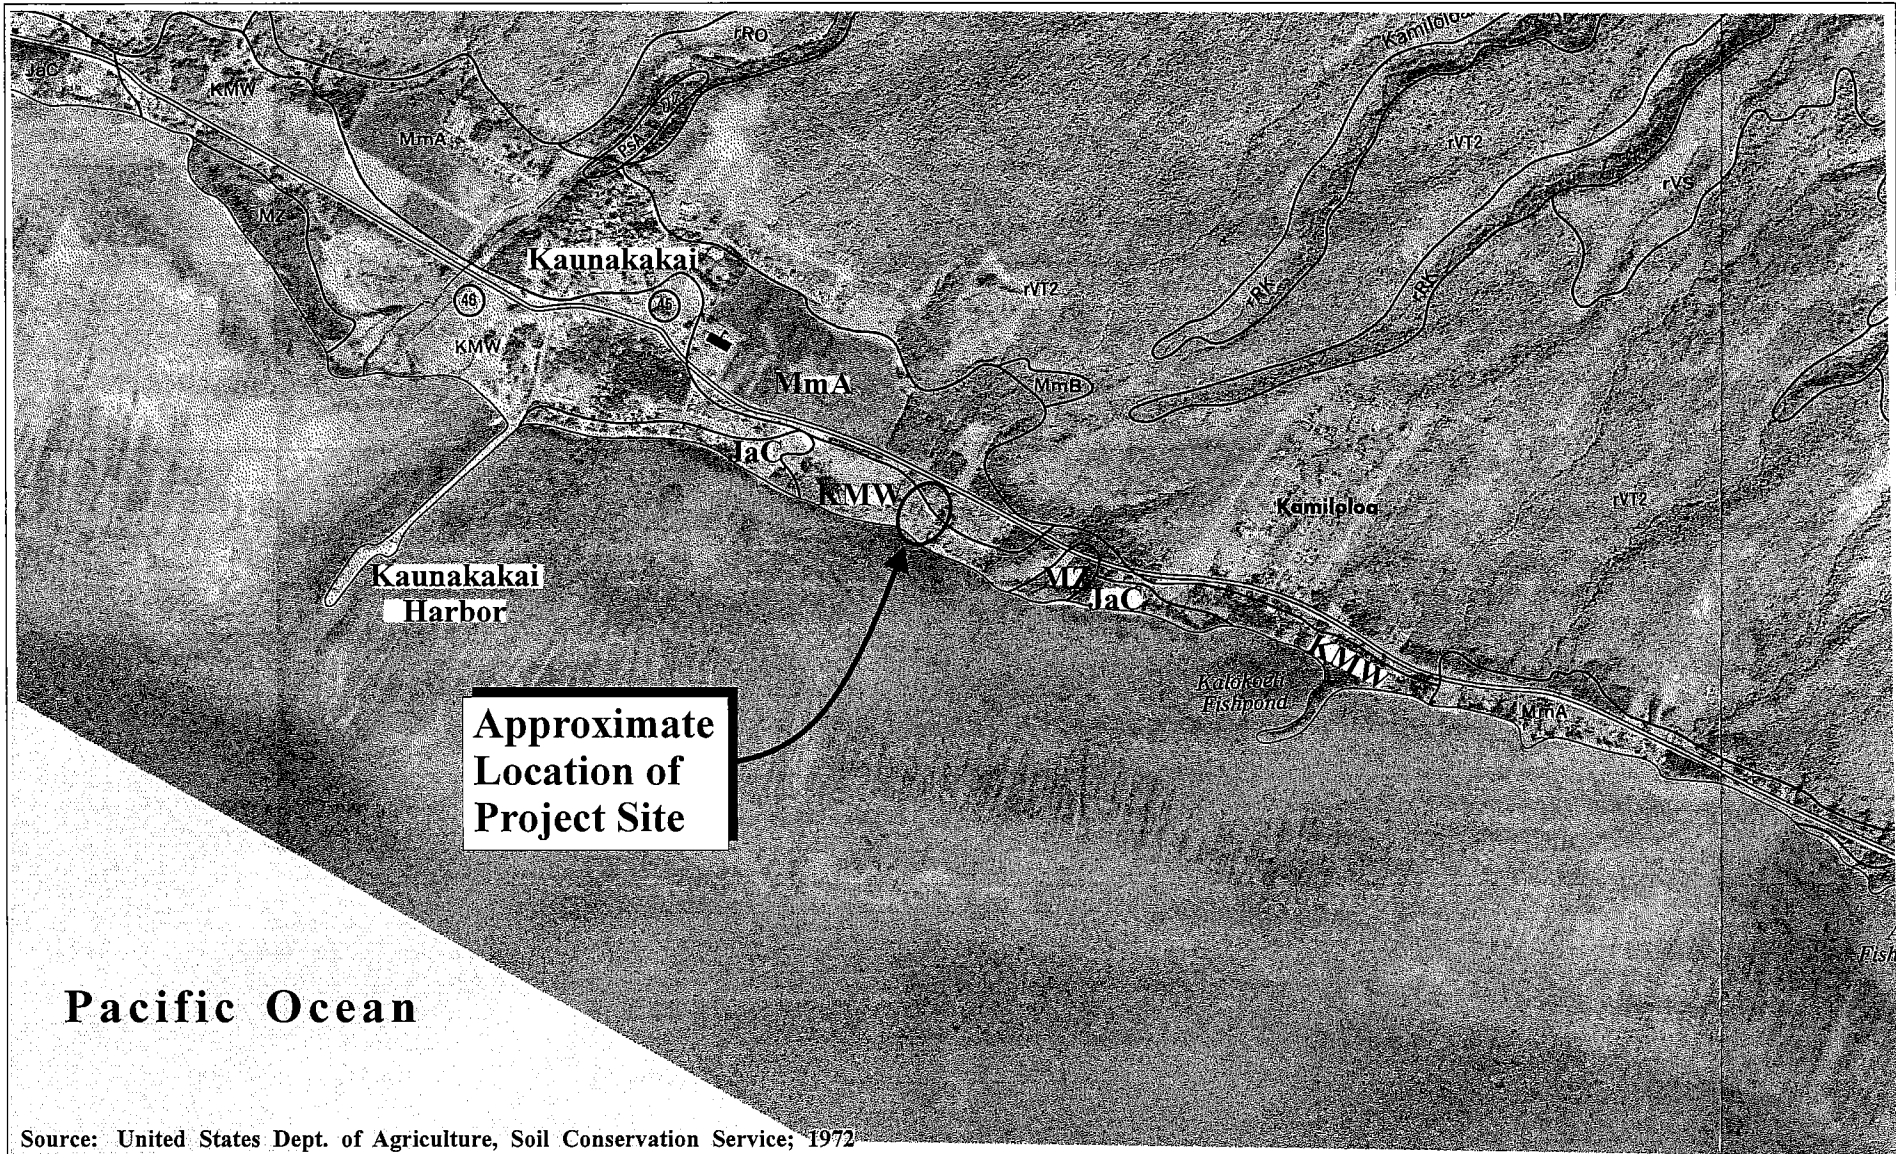 rRO
Kamiloloa
JaC
KMW
MmA
PsA
rVT2
rVS
MZ
Kaunakakai
46
46
rVT2
rRK
rRK
KMW
MmA
MmB
JaC
KMW
Kamiloloa
rVT2
Kaunakakai
Harbor
MZ
JaC
KMW
Fishpond
MmA
Approximate
Location of
Project Site
Fish
Pacific Ocean
Source: United States Dept. of Agriculture, Soil Conservation Service; 1972